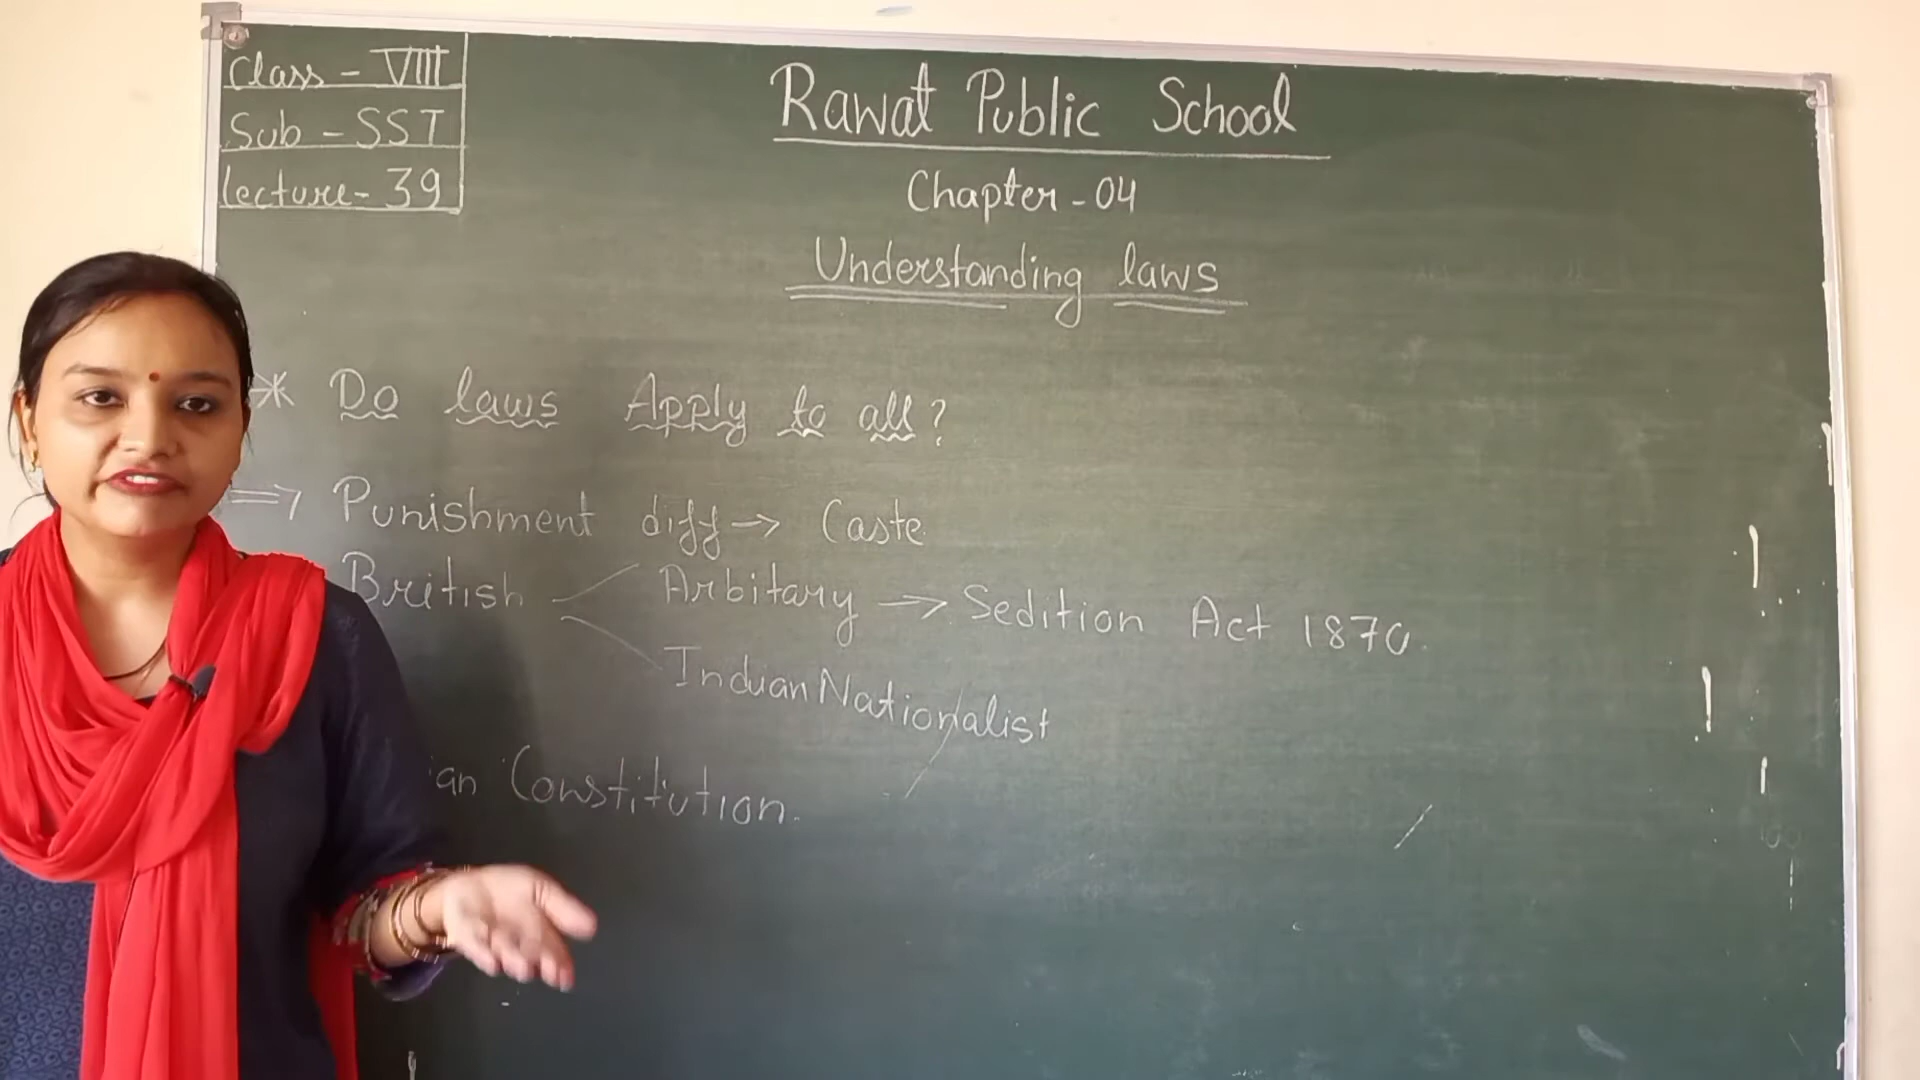 Class - VIII
Sub - SST
Lecture - 39
Rawat Public School
Chapter - 04
Understanding laws
* Do laws Apply to all?
⇒ Punishment diff → Caste
British Arbitary → Sedition Act 1870.
Indian Nationalist
ian Constitution.